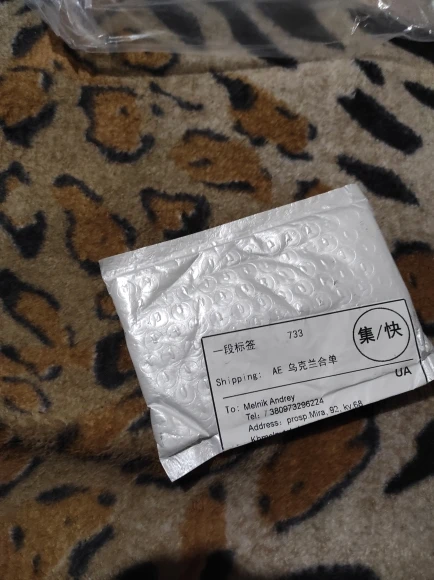 一段标签 733
集/快
Shipping: AE 乌克兰合单
UA
To: Melnik Andrey
Tel: 380973296224
Address: prosp.Mira, 92, kv.68